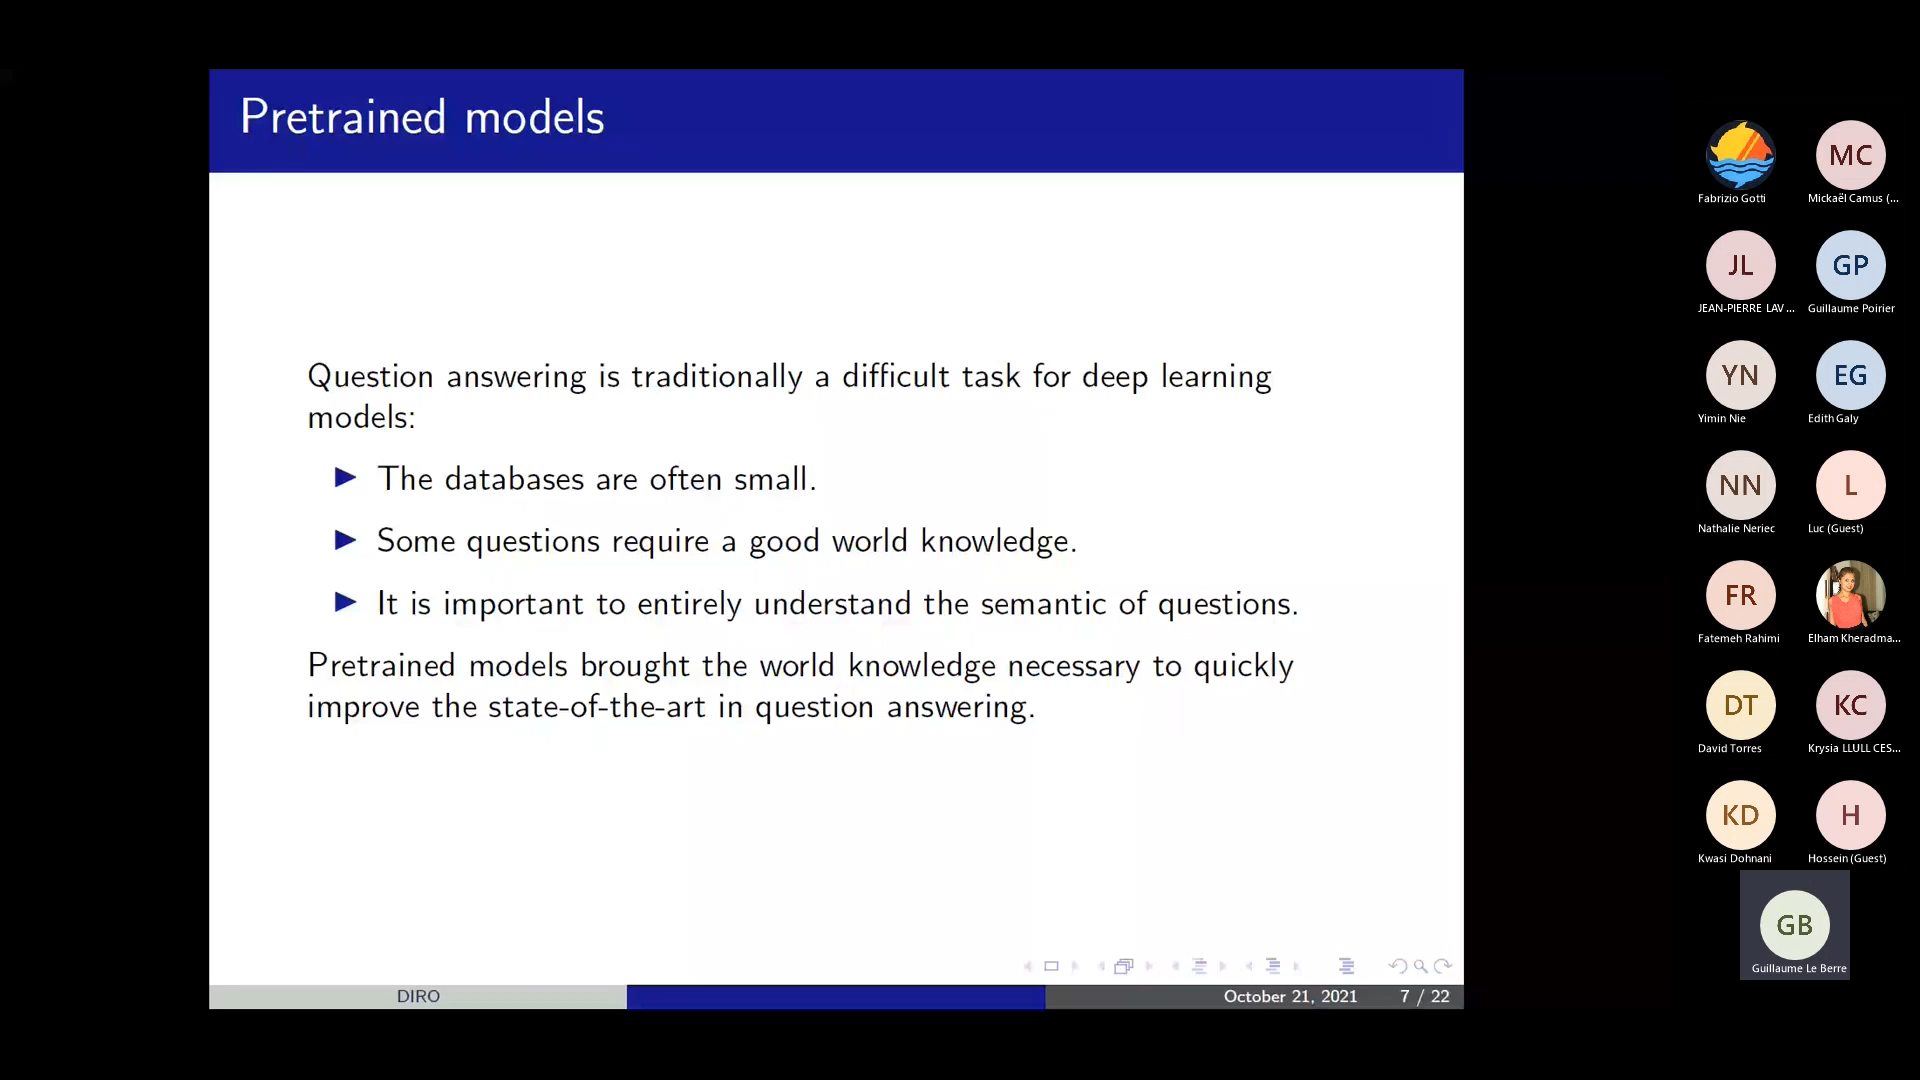 Pretrained models
Question answering is traditionally a difficult task for deep learning
models:
The databases are often small.
Some questions require a good world knowledge.
It is important to entirely understand the semantic of questions.
Pretrained models brought the world knowledge necessary to quickly
improve the state-of-the-art in question answering.
DIRO
October 21, 2021
7 / 22
Fabrizio Gotti
MC
Mickaël Camus (...
JL
JEAN-PIERRE LAV...
GP
Guillaume Poirier
YN
Yimin Nie
EG
Edith Galy
NN
Nathalie Neriec
L
Luc (Guest)
FR
Fatemeh Rahimi
Elham Kheradma...
DT
David Torres
KC
Krysia LLULL CES...
KD
Kwasi Dohnani
H
Hossein (Guest)
GB
Guillaume Le Berre